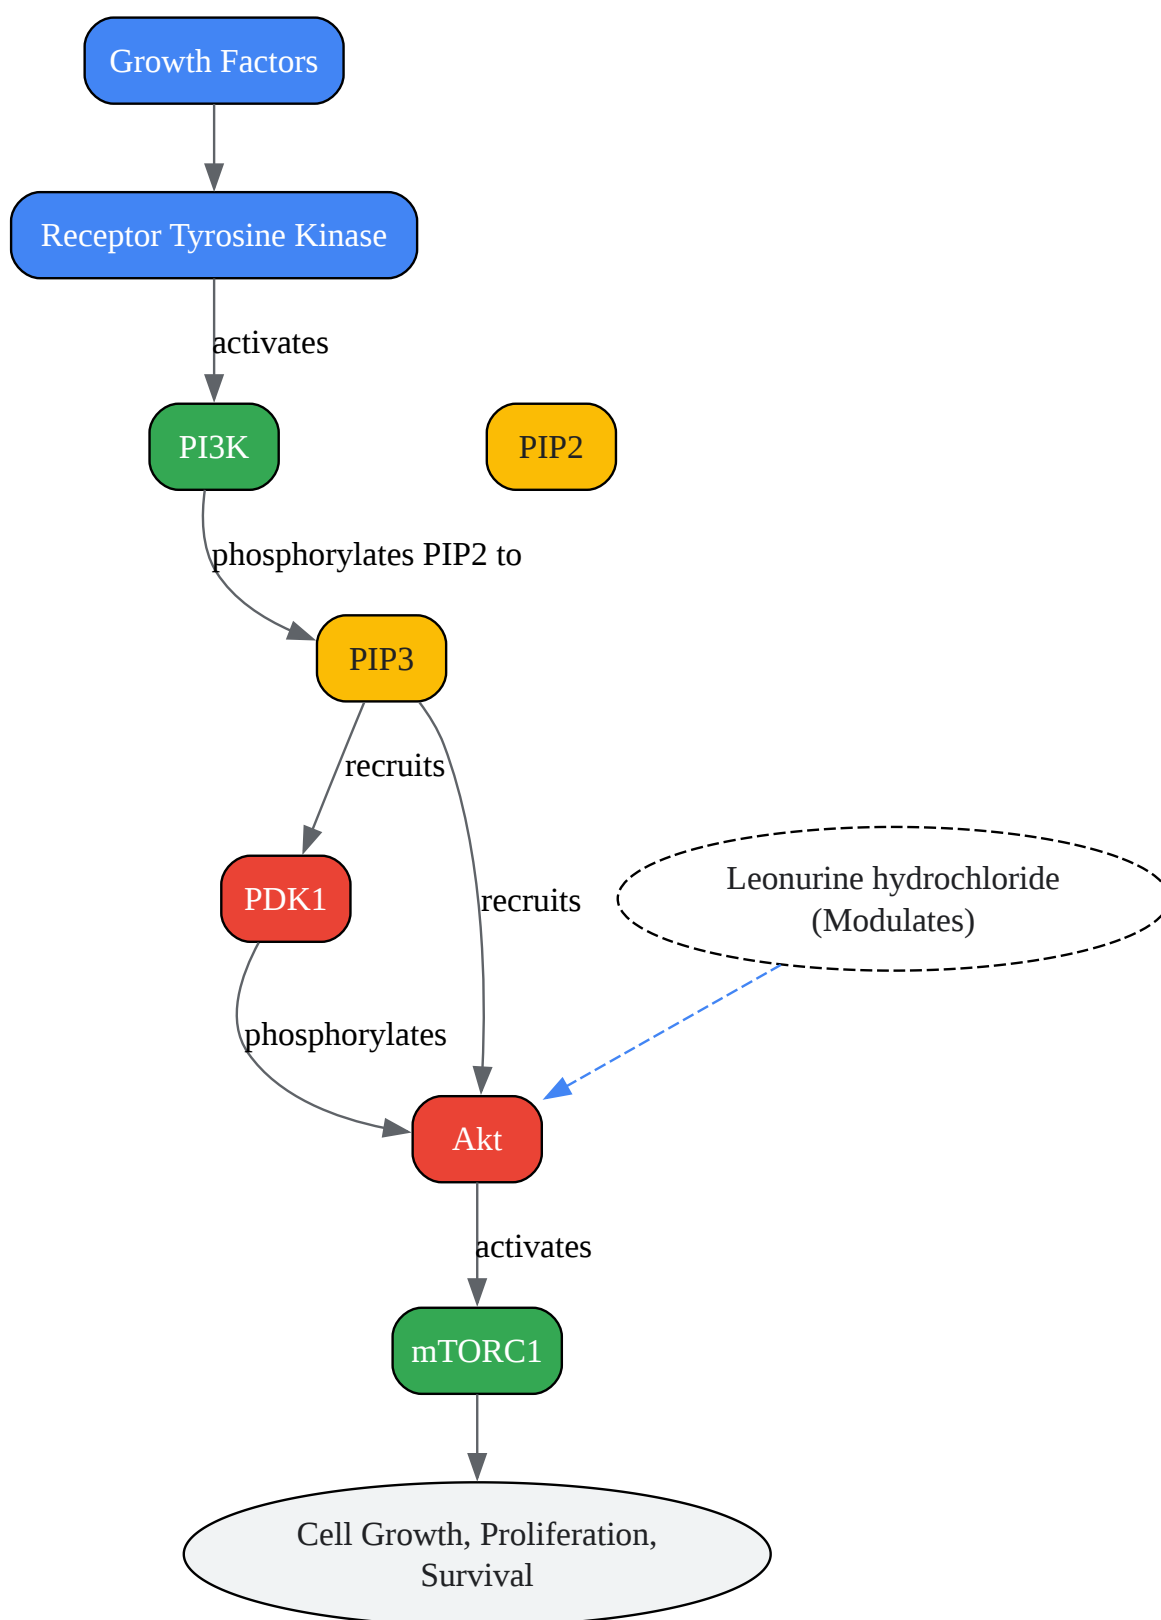 Growth Factors
Receptor Tyrosine Kinase
activates
PI3K
PIP2
phosphorylates PIP2 to
PIP3
recruits
PDK1
recruits
Leonurine hydrochloride
(Modulates)
phosphorylates
Akt
activates
mTORC1
Cell Growth, Proliferation,
Survival